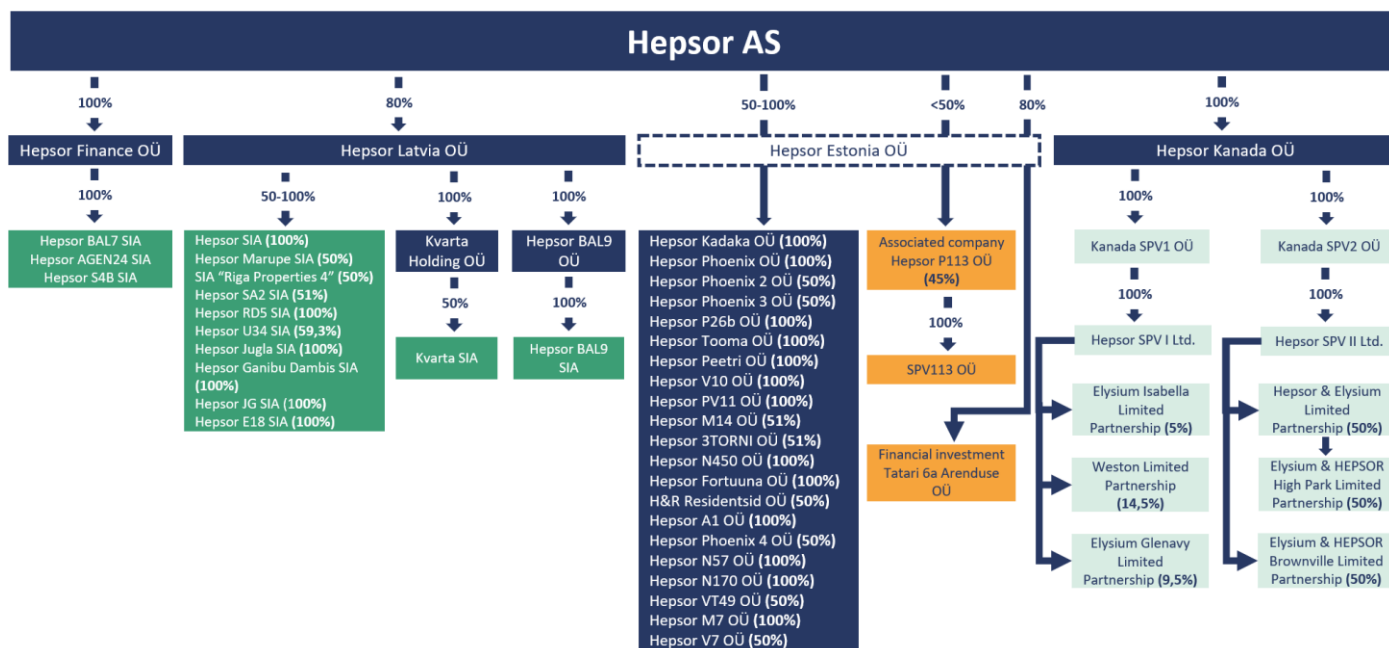 Hepsor AS
100%
80%
50-100%
<50%
80%
100%
Hepsor Finance OÜ
Hepsor Latvia OÜ
Hepsor Estonia OÜ
Hepsor Kanada OÜ
100%
50-100%
100%
100%
100%
100%
Hepsor BAL7 SIA
Hepsor AGEN24 SIA
Hepsor S4B SIA
Hepsor SIA (100%)
Hepsor Marupe SIA (50%)
SIA “Riga Properties 4” (50%)
Hepsor SA2 SIA (51%)
Hepsor RD5 SIA (100%)
Hepsor U34 SIA (59,3%)
Hepsor Jugla SIA (100%)
Hepsor Ganibu Dambis SIA
(100%)
Hepsor JG SIA (100%)
Hepsor E18 SIA (100%)
Kvarta
Holding OÜ
50%
Kvarta SIA
Hepsor BAL9
OÜ
100%
Hepsor BAL9
SIA
Hepsor Kadaka OÜ (100%)
Hepsor Phoenix OÜ (100%)
Hepsor Phoenix 2 OÜ (50%)
Hepsor Phoenix 3 OÜ (50%)
Hepsor P26b OÜ (100%)
Hepsor Tooma OÜ (100%)
Hepsor Peetri OÜ (100%)
Hepsor V10 OÜ (100%)
Hepsor PV11 OÜ (100%)
Hepsor M14 OÜ (51%)
Hepsor 3TORNI OÜ (51%)
Hepsor N450 OÜ (100%)
Hepsor Fortuuna OÜ (100%)
H&R Residentsid OÜ (50%)
Hepsor A1 OÜ (100%)
Hepsor Phoenix 4 OÜ (50%)
Hepsor N57 OÜ (100%)
Hepsor N170 OÜ (100%)
Hepsor VT49 OÜ (50%)
Hepsor M7 OÜ (100%)
Hepsor V7 OÜ (50%)
Associated company
Hepsor P113 OÜ
(45%)
100%
SPV113 OÜ
Financial investment
Tatari 6a Arenduse
OÜ
Kanada SPV1 OÜ
100%
Hepsor SPV I Ltd.
Elysium Isabella
Limited
Partnership (5%)
Weston Limited
Partnership
(14,5%)
Elysium Glenavy
Limited
Partnership (9,5%)
Kanada SPV2 OÜ
100%
Hepsor SPV II Ltd.
Hepsor & Elysium
Limited
Partnership
(50%)
Elysium & HEPSOR
High Park Limited
Partnership
(50%)
Elysium & HEPSOR
Brownville Limited
Partnership (50%)